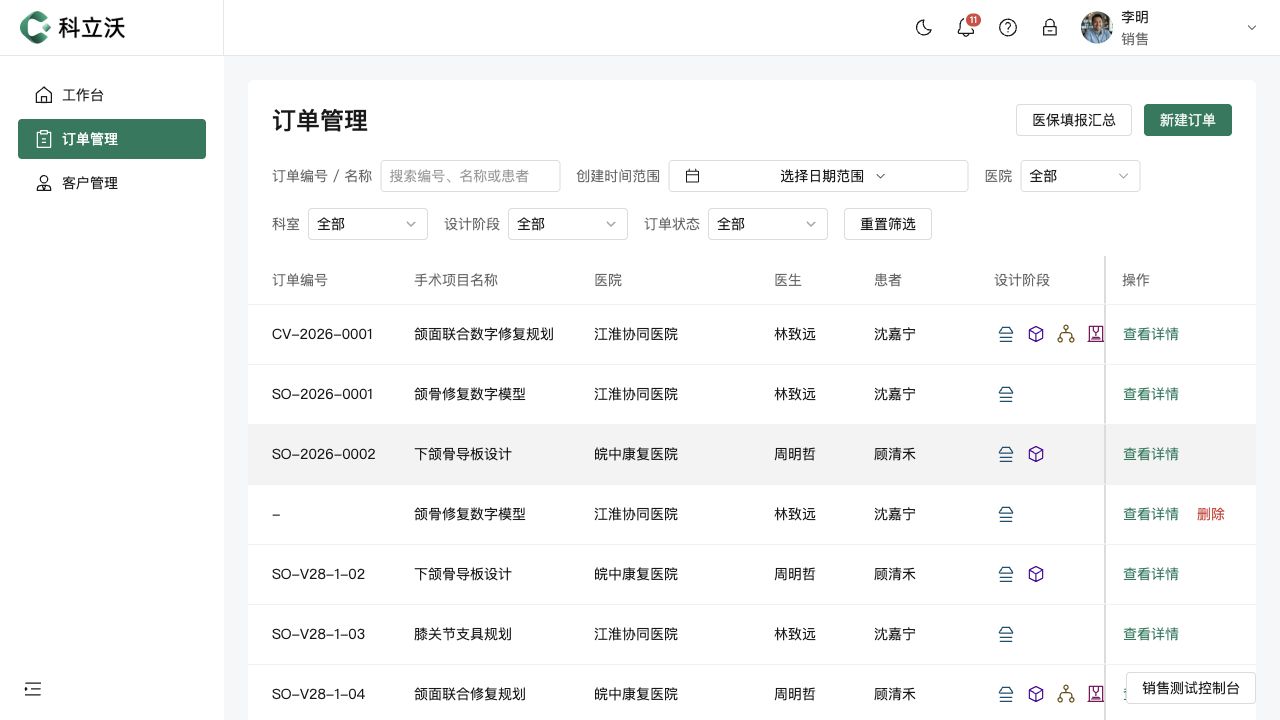 科立沃
11
李明
销售
工作台
订单管理
客户管理
订单管理
医保填报汇总
新建订单
订单编号 / 名称 搜索编号、名称或患者 创建时间范围 选择日期范围 医院 全部
科室 全部 设计阶段 全部 订单状态 全部 重置筛选
订单编号 手术项目名称 医院 医生 患者 设计阶段 操作
CV-2026-0001 颌面联合数字修复规划 江淮协同医院 林致远 沈嘉宁 查看详情
SO-2026-0001 颌骨修复数字模型 江淮协同医院 林致远 沈嘉宁 查看详情
SO-2026-0002 下颌骨导板设计 皖中康复医院 周明哲 顾清禾 查看详情
- 颌骨修复数字模型 江淮协同医院 林致远 沈嘉宁 查看详情 删除
SO-V28-1-02 下颌骨导板设计 皖中康复医院 周明哲 顾清禾 查看详情
SO-V28-1-03 膝关节支具规划 江淮协同医院 林致远 沈嘉宁 查看详情
SO-V28-1-04 颌面联合修复规划 皖中康复医院 周明哲 顾清禾
销售测试控制台